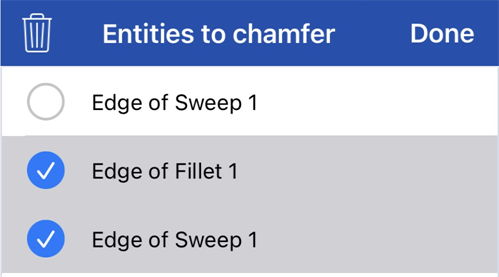 Entities to chamfer Done
Edge of Sweep 1
Edge of Fillet 1
Edge of Sweep 1